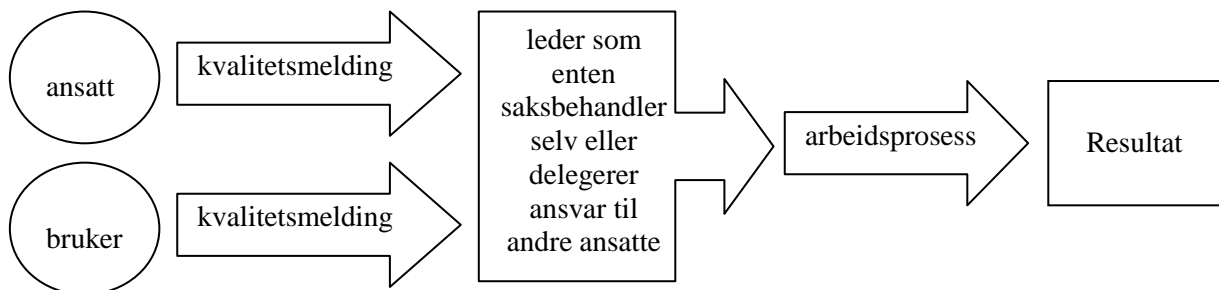 ansatt
kvalitetsmelding
bruker
kvalitetsmelding
leder som
enten
saksbehandler
selv eller
delegerer
ansvar til
andre ansatte
arbeidsprosess
Resultat